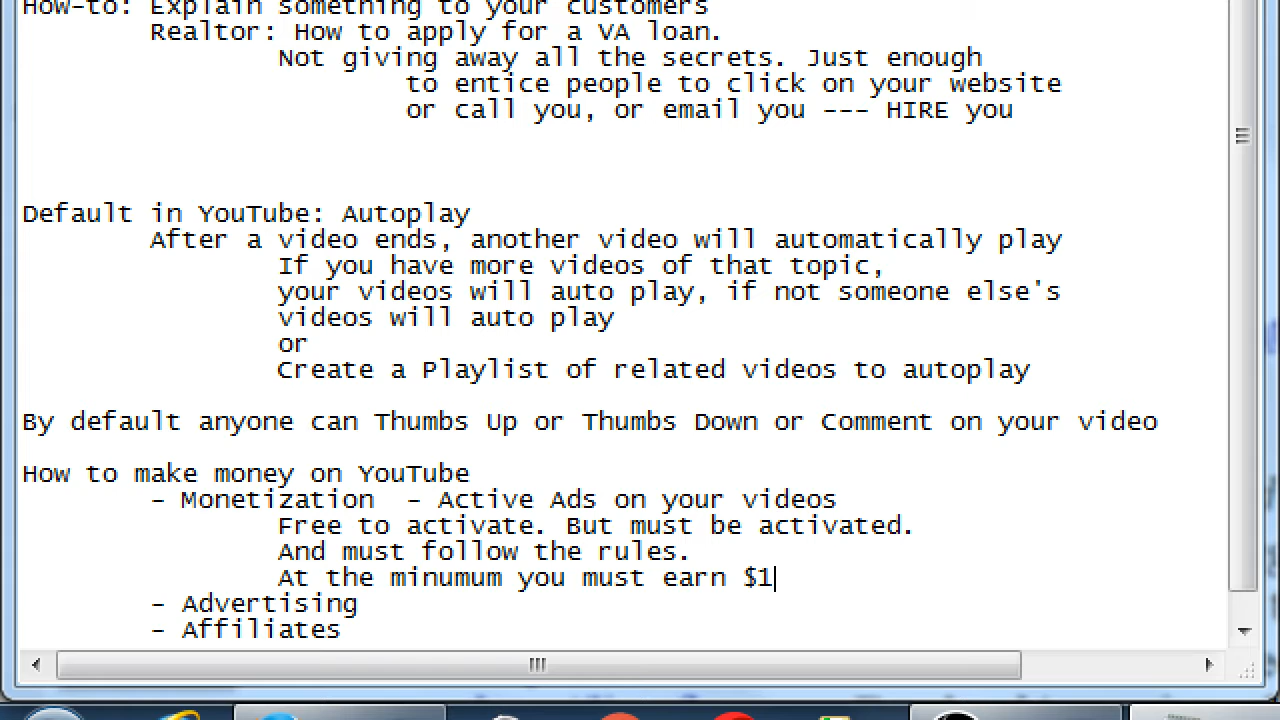 How-to: Explain something to your customers
Realtor: How to apply for a VA loan.
Not giving away all the secrets. Just enough
to entice people to click on your website
or call you, or email you --- HIRE you
Default in YouTube: Autoplay
After a video ends, another video will automatically play
If you have more videos of that topic,
your videos will auto play, if not someone else's
videos will auto play
or
Create a Playlist of related videos to autoplay
By default anyone can Thumbs Up or Thumbs Down or Comment on your video
How to make money on YouTube
- Monetization - Active Ads on your videos
Free to activate. But must be activated.
And must follow the rules.
At the minumum you must earn $1
- Advertising
- Affiliates